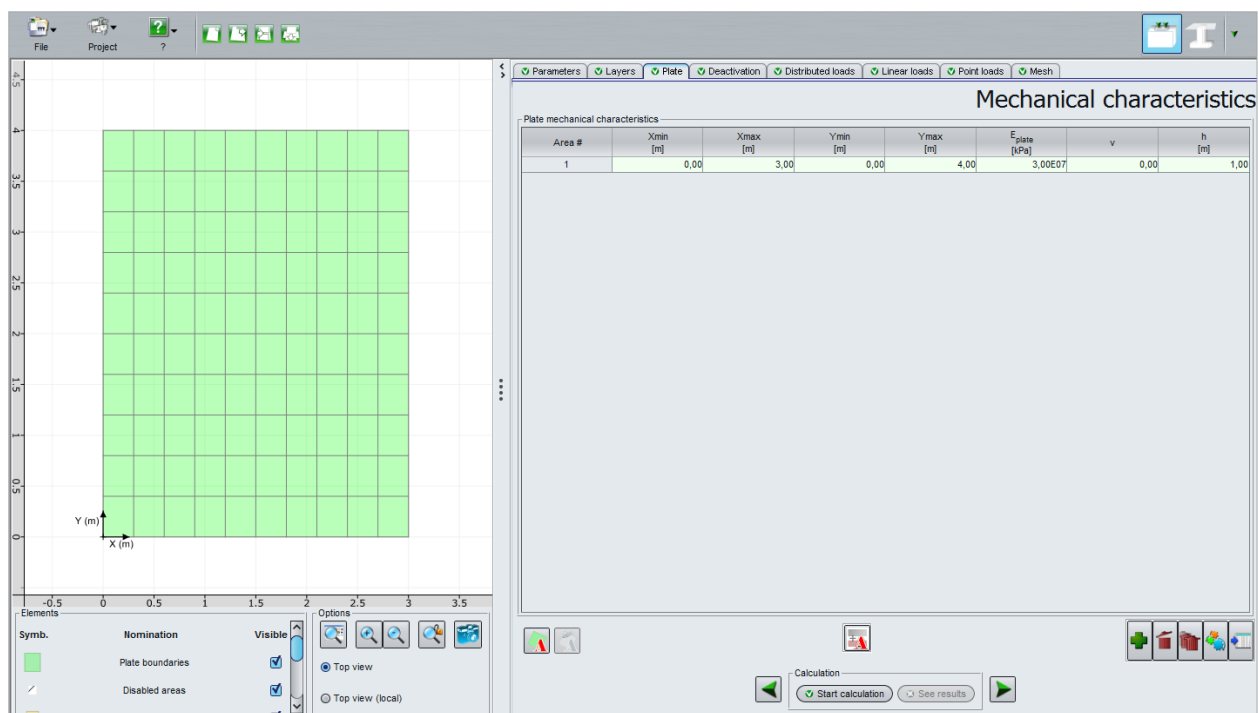 File
Project
?
Parameters Layers Plate Deactivation Distributed loads Linear loads Point loads Mesh
Mechanical characteristics
Plate mechanical characteristics
Area # Xmin [m] Xmax [m] Ymin [m] Ymax [m] Eplate [kPa] ν h [m]
1 0,00 3,00 0,00 4,00 3,00E07 0,00 1,00
4.5
4
3.5
3
2.5
2
1.5
1
0.5
0
Y (m)
X (m)
-0.5 0 0.5 1 1.5 2 2.5 3 3.5
Elements
Symb. Nomination Visible
Plate boundaries
Disabled areas
Options
Top view
Top view (local)
Calculation
Start calculation See results